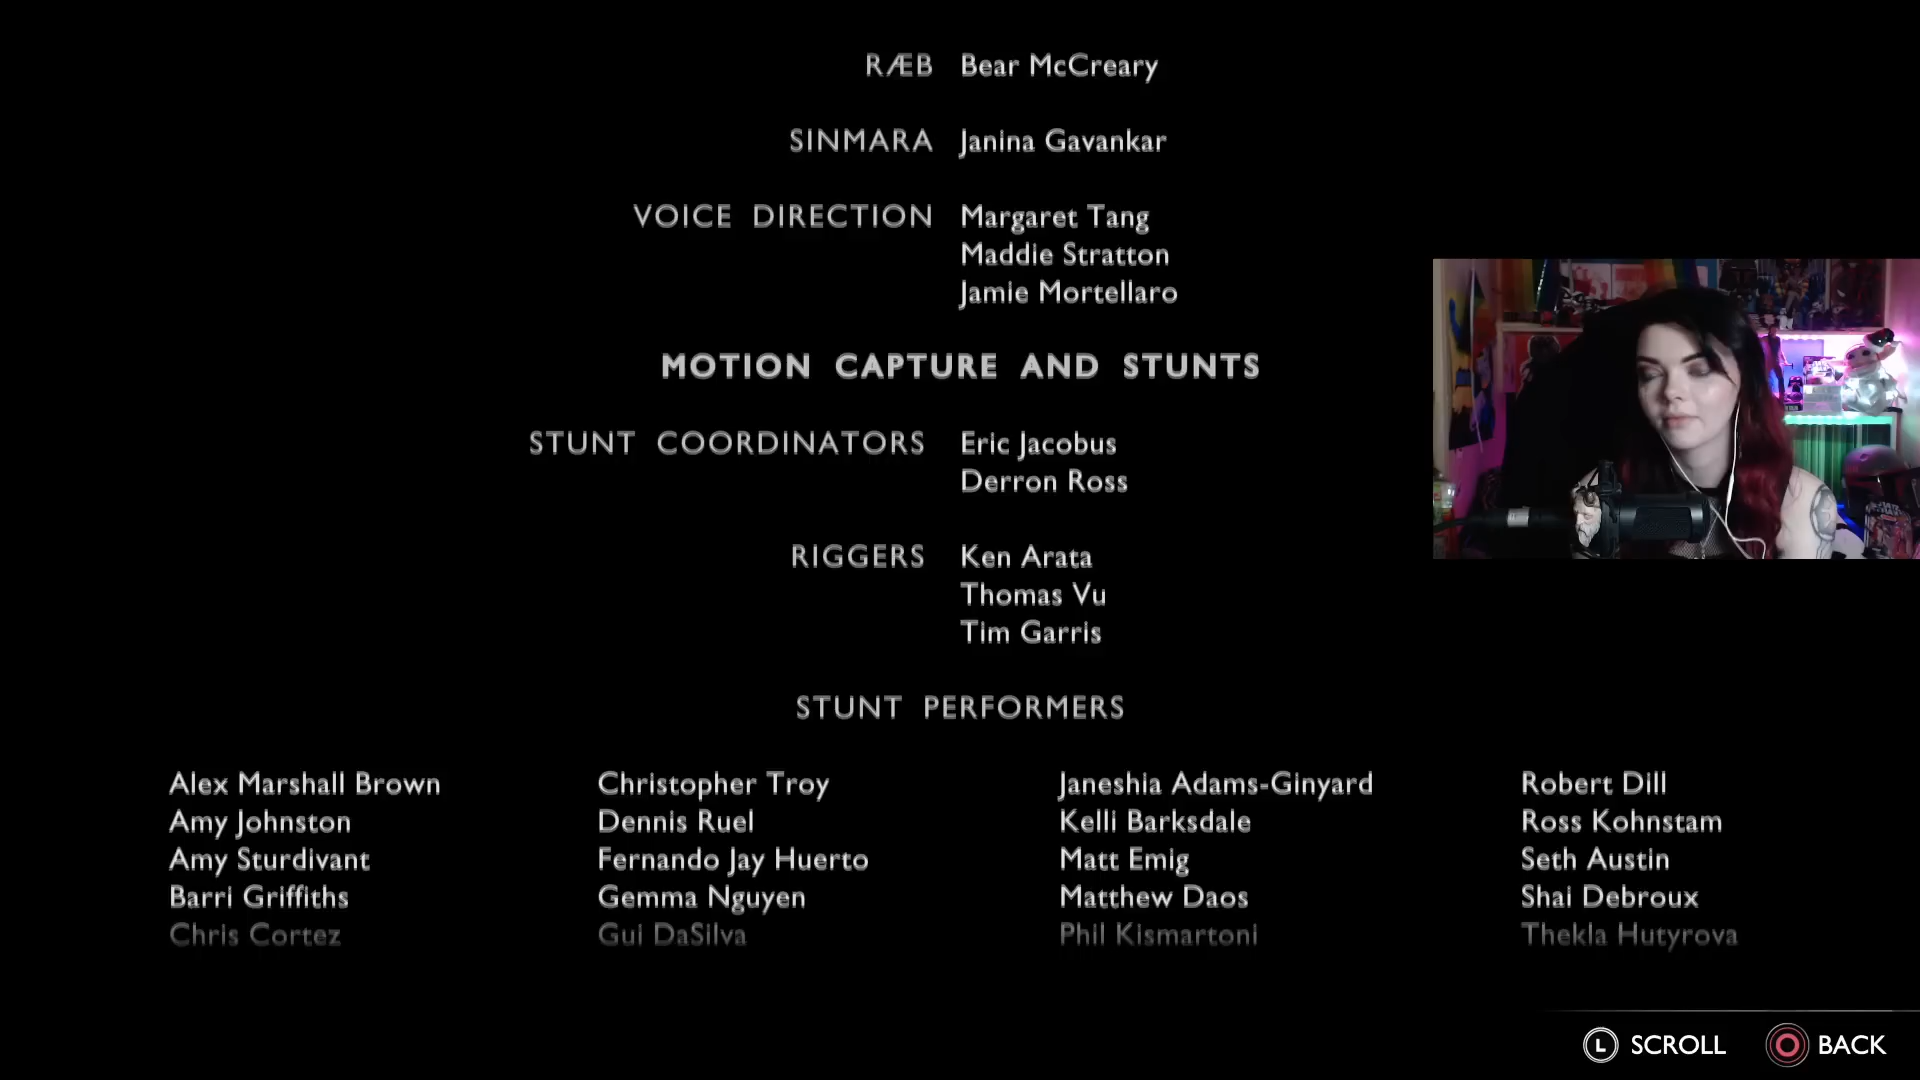 RÆB Bear McCreary
SINMARA Janina Gavankar
VOICE DIRECTION Margaret Tang
Maddie Stratton
Jamie Mortellaro
MOTION CAPTURE AND STUNTS
STUNT COORDINATORS Eric Jacobus
Derron Ross
RIGGERS Ken Arata
Thomas Vu
Tim Garris
STUNT PERFORMERS
Alex Marshall Brown Christopher Troy Janeshia Adams-Ginyard Robert Dill
Amy Johnston Dennis Ruel Kelli Barksdale Ross Kohnstam
Amy Sturdivant Fernando Jay Huerto Matt Emig Seth Austin
Barri Griffiths Gemma Nguyen Matthew Daos Shai Debroux
Chris Cortez Gui DaSilva Phil Kismartoni Thekla Hutyrova
L SCROLL BACK